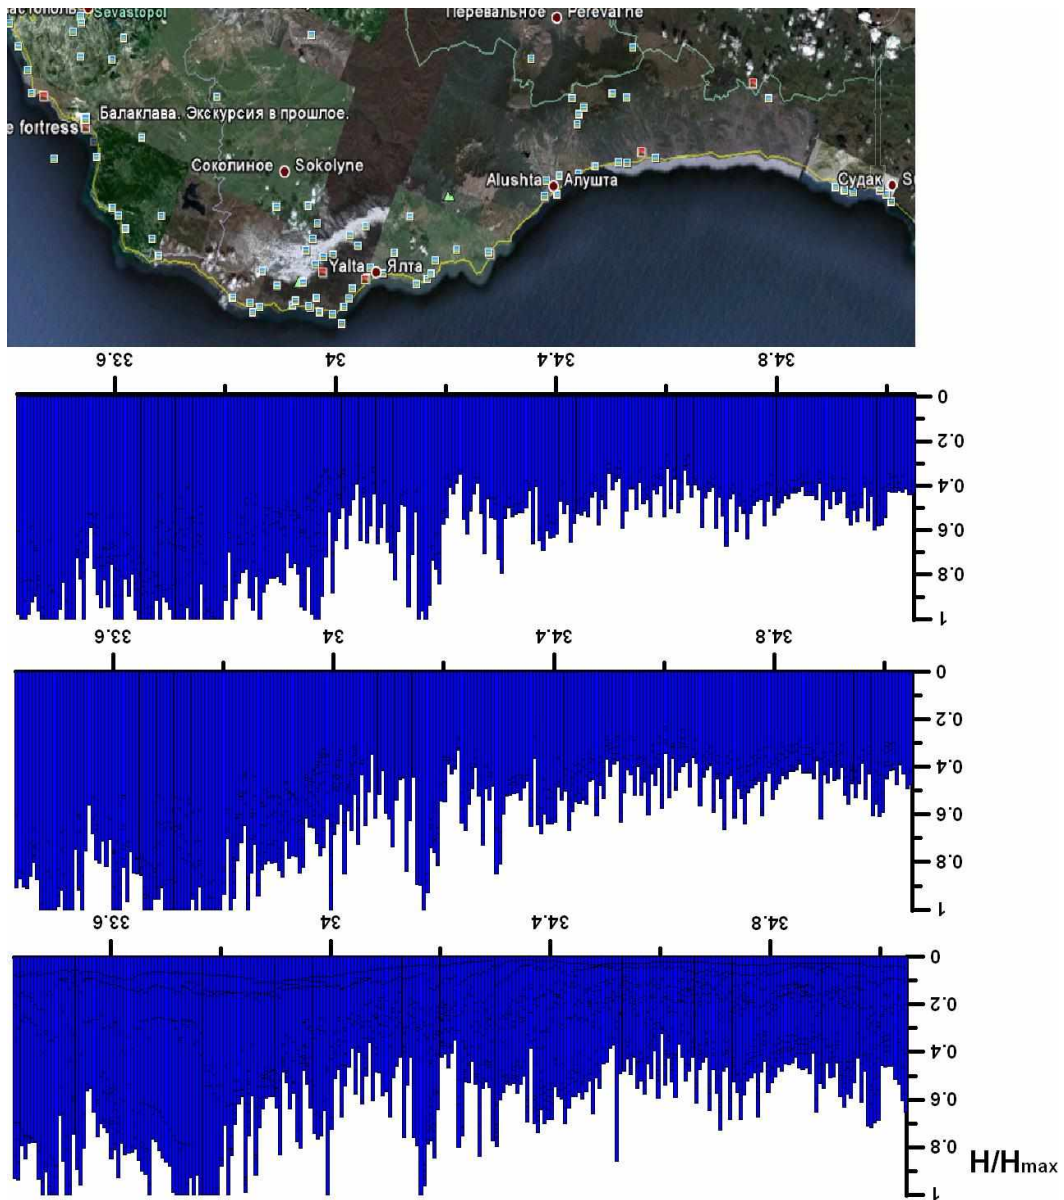 Sevastopol
Перевальное Pereval'ne
Балаклава. Экскурсия в прошлое.
e fortress
Соколиное Sokolyne
Alushta Алушта
Судак Su
Yalta Ялта
33.6 34 34.4 34.8
0
0.2
0.4
0.6
0.8
1
33.6 34 34.4 34.8
0
0.2
0.4
0.6
0.8
1
33.6 34 34.4 34.8
0
0.2
0.4
0.6
0.8
1
H/Hmax